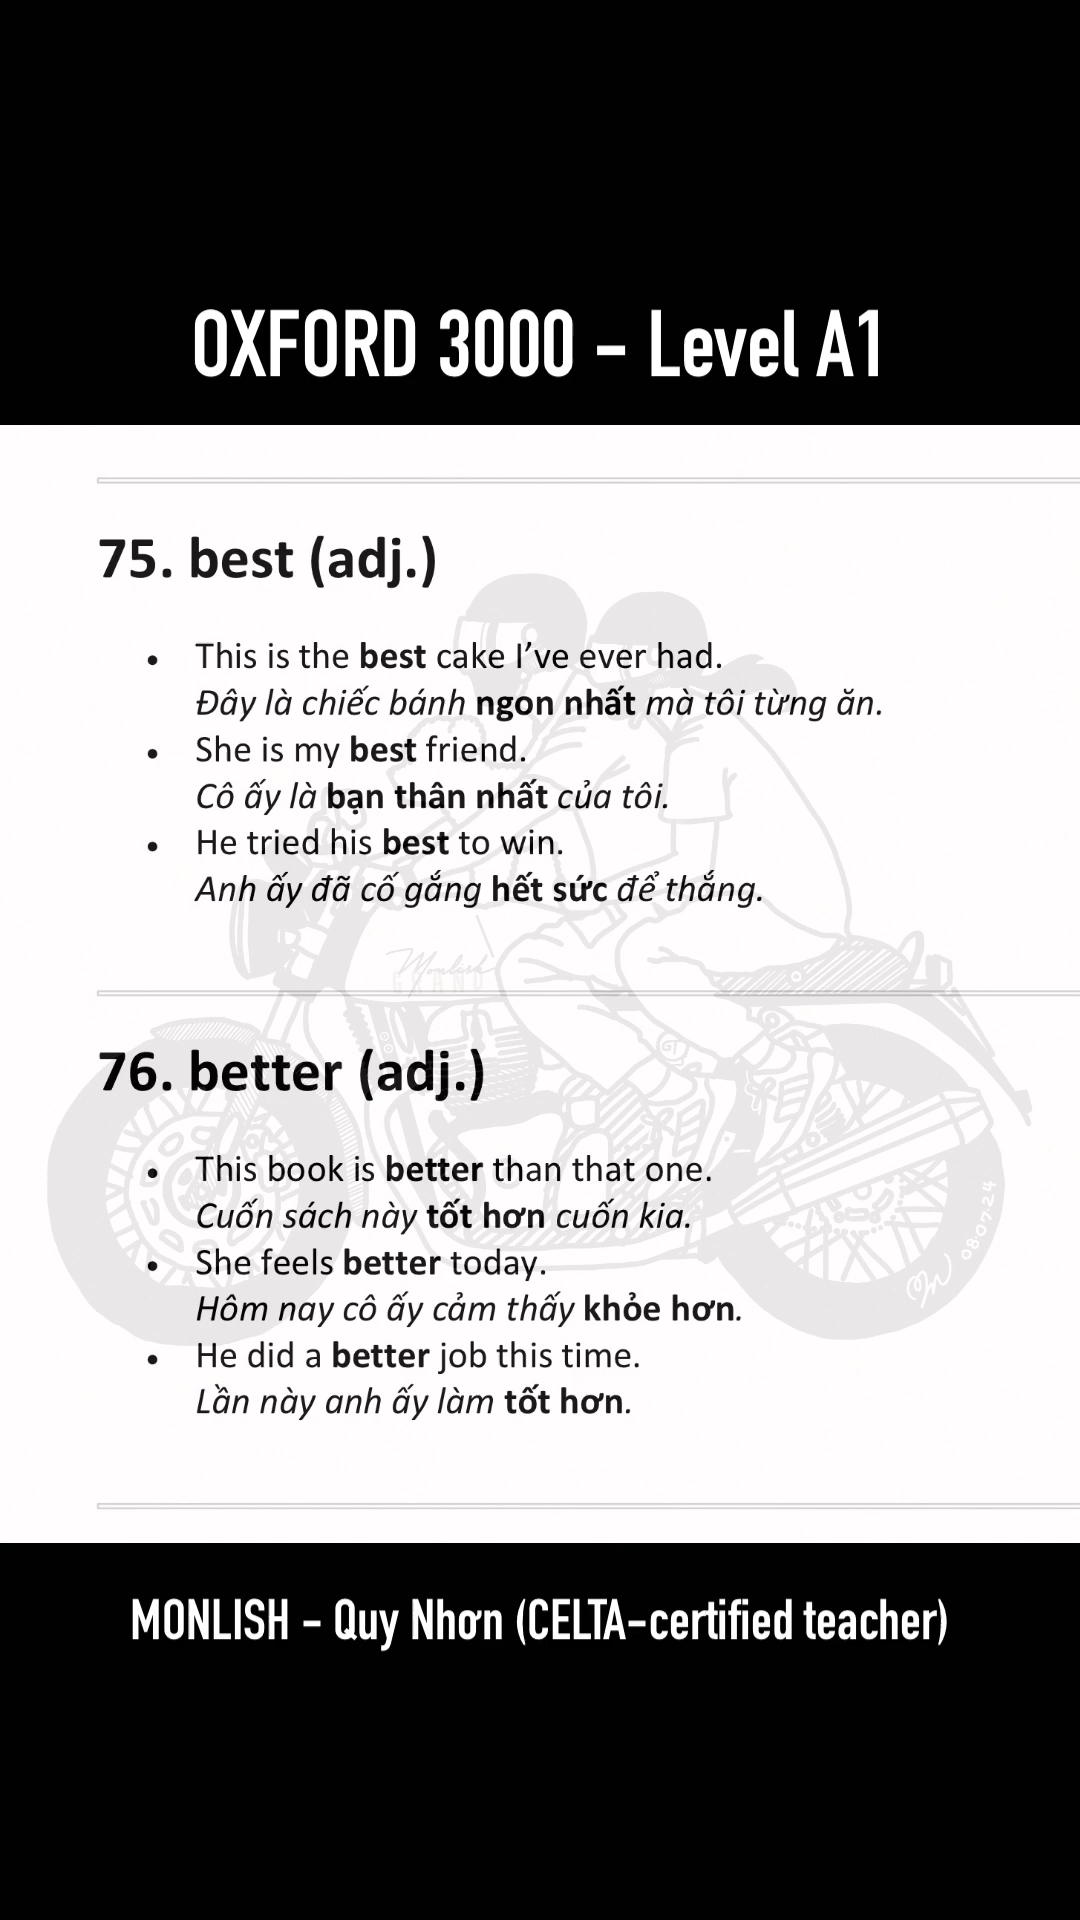 OXFORD 3000 - Level A1
75. best (adj.)
• This is the best cake I’ve ever had.
Đây là chiếc bánh ngon nhất mà tôi từng ăn.
• She is my best friend.
Cô ấy là bạn thân nhất của tôi.
• He tried his best to win.
Anh ấy đã cố gắng hết sức để thắng.
Monlish
GRAND
76. better (adj.)
GT
• This book is better than that one.
Cuốn sách này tốt hơn cuốn kia.
• She feels better today.
Hôm nay cô ấy cảm thấy khỏe hơn.
• He did a better job this time.
Lần này anh ấy làm tốt hơn.
080724
MONLISH - Quy Nhơn (CELTA-certified teacher)